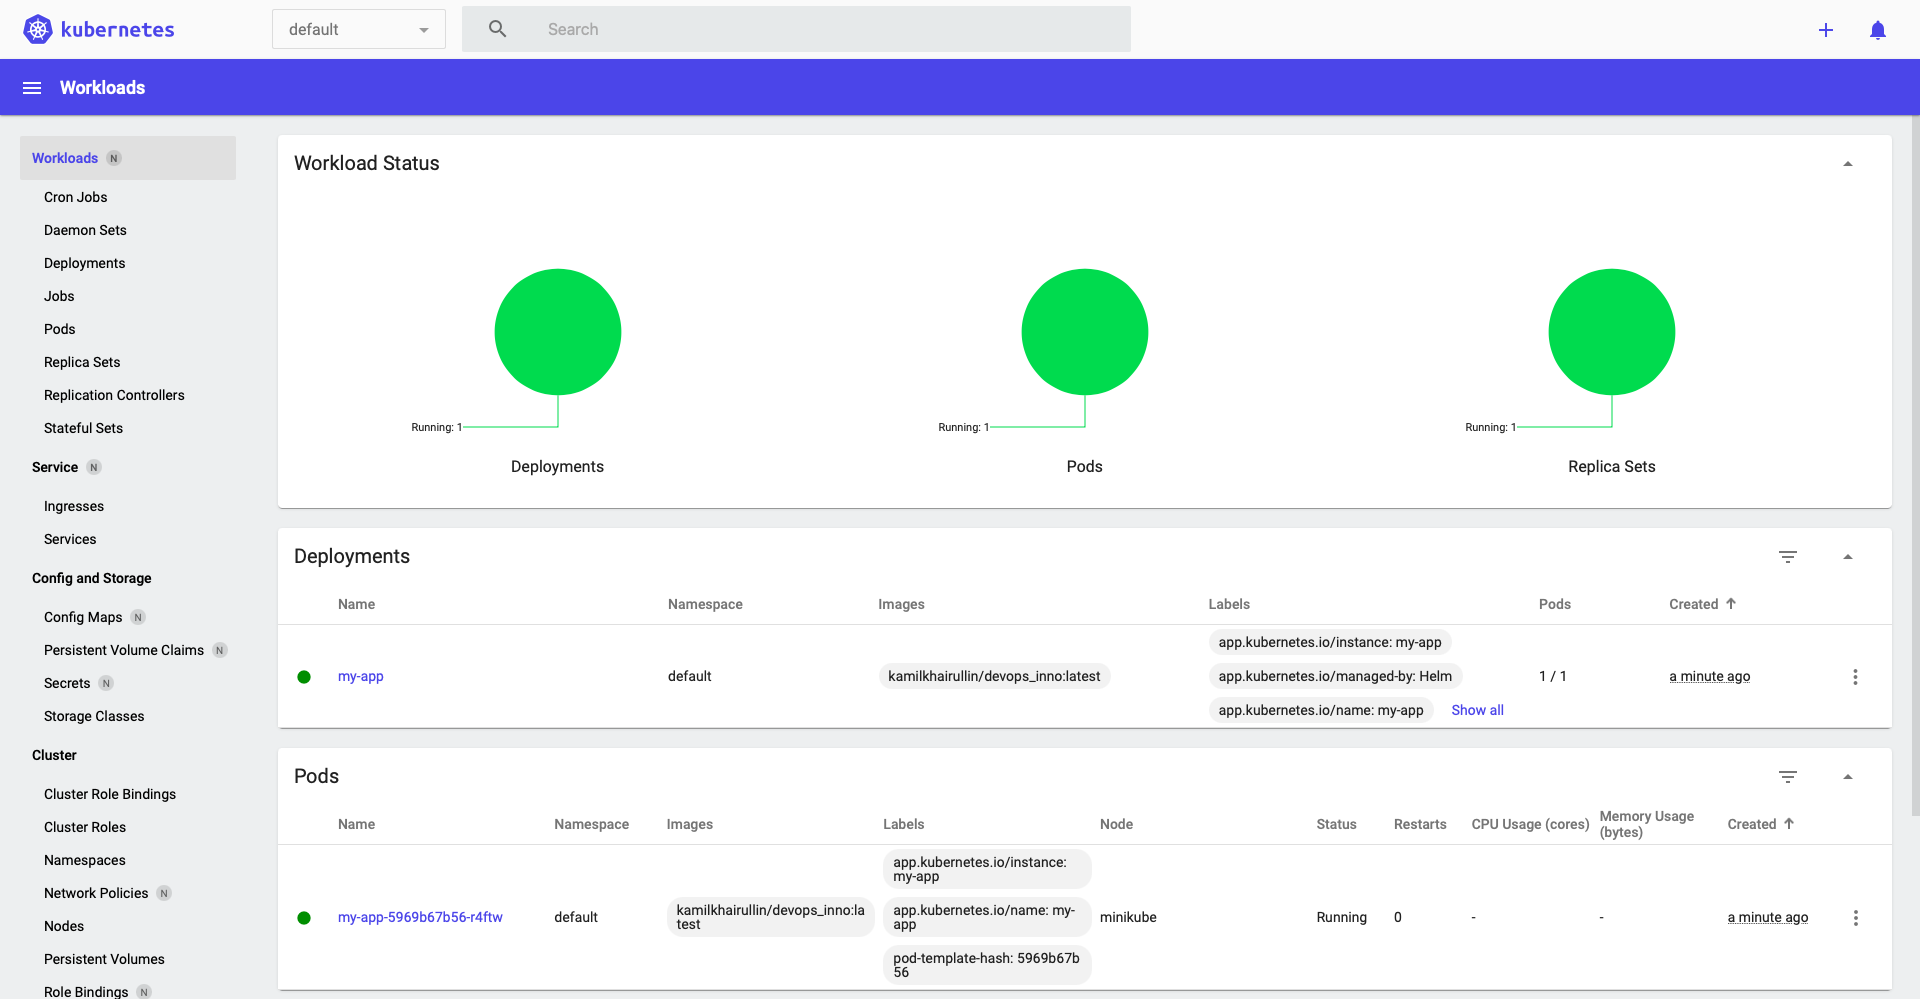 kubernetes
default
Search
Workloads
Workloads N
Cron Jobs
Daemon Sets
Deployments
Jobs
Pods
Replica Sets
Replication Controllers
Stateful Sets
Service N
Ingresses
Services
Config and Storage
Config Maps N
Persistent Volume Claims N
Secrets N
Storage Classes
Cluster
Cluster Role Bindings
Cluster Roles
Namespaces
Network Policies N
Nodes
Persistent Volumes
Role Bindings N
Workload Status
Running: 1
Deployments
Running: 1
Pods
Running: 1
Replica Sets
Deployments
Name Namespace Images Labels Pods Created
my-app default kamilkhairullin/devops_inno:latest
app.kubernetes.io/instance: my-app
app.kubernetes.io/managed-by: Helm
app.kubernetes.io/name: my-app Show all
1 / 1 a minute ago
Pods
Name Namespace Images Labels Node Status Restarts CPU Usage (cores) Memory Usage
(bytes) Created
my-app-5969b67b56-r4ftw default
kamilkhairullin/devops_inno:la
test
app.kubernetes.io/instance:
my-app
app.kubernetes.io/name: my-
app
pod-template-hash: 5969b67b
56
minikube Running 0 - - a minute ago